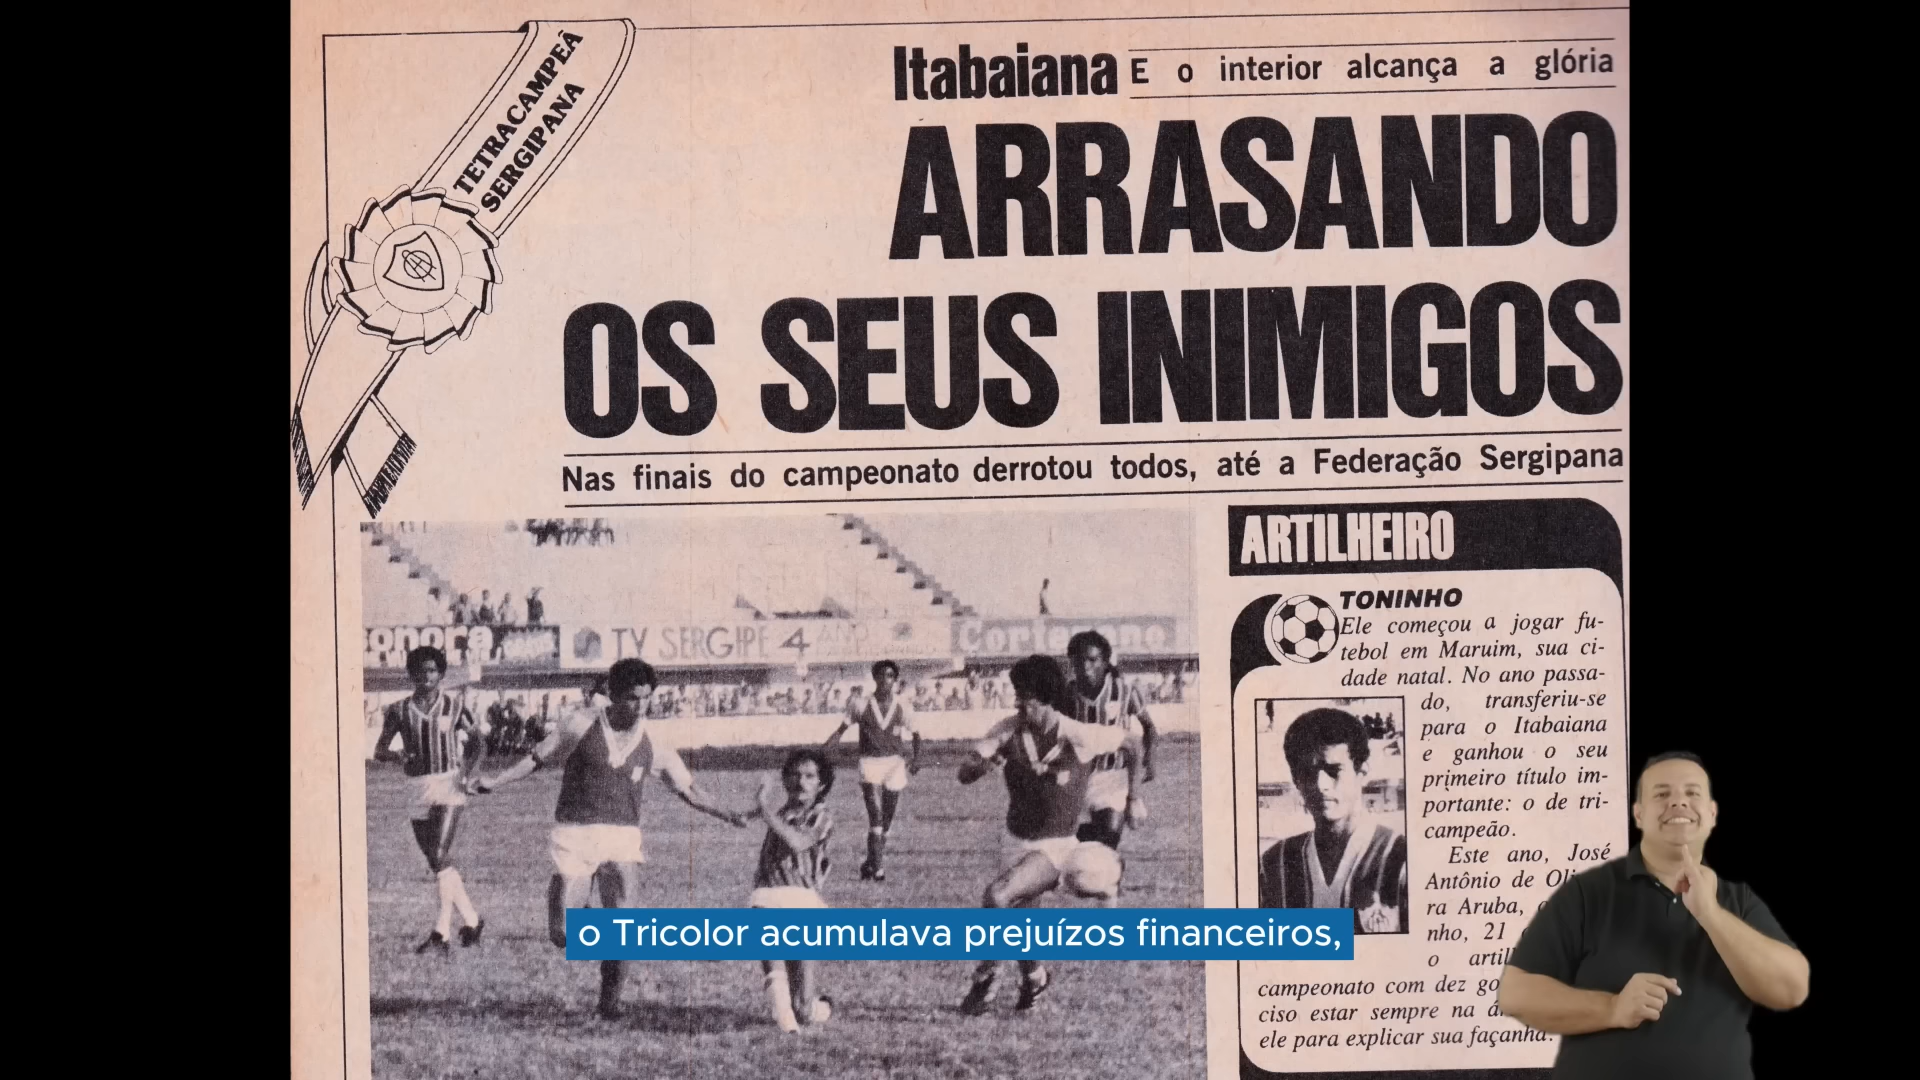 TETRACAMPEÃ
SERGIPANA
Itabaiana E o interior alcança a glória
ARRASANDO
OS SEUS INIMIGOS
Nas finais do campeonato derrotou todos, até a Federação Sergipana
TV SERGIPE 4
ARTILHEIRO
TONINHO
Ele começou a jogar fu-
tebol em Maruim, sua ci-
dade natal. No ano passa-
do, transferiu-se
para o Itabaiana
e ganhou o seu
primeiro título im-
portante: o de tri-
campeão.
Este ano, José
Antônio de
ra Aruba,
nho, 21
o
campeonato com dez
ciso estar sempre na
ele para explicar sua façanha.
o Tricolor acumulava prejuízos financeiros,